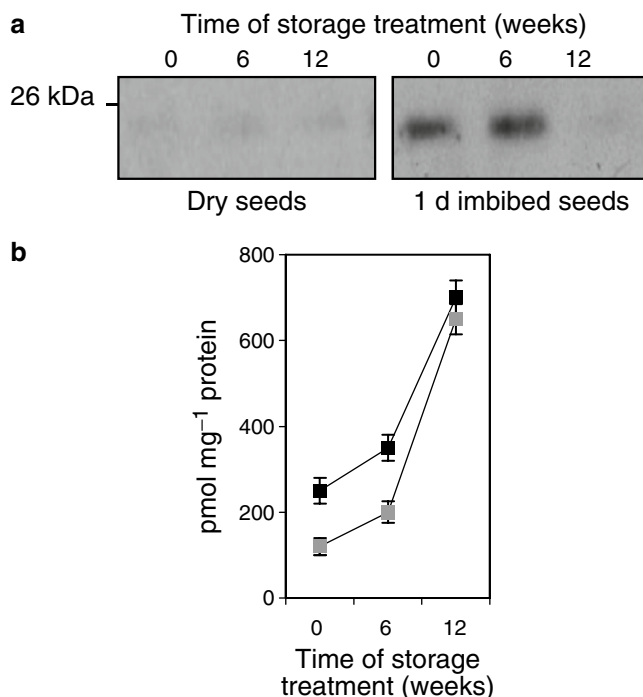 a
Time of storage treatment (weeks)
0 6 12 0 6 12
26 kDa
Dry seeds 1 d imbibed seeds
b
800
600
400
200
0
pmol mg⁻¹ protein
0 6 12
Time of storage
treatment (weeks)